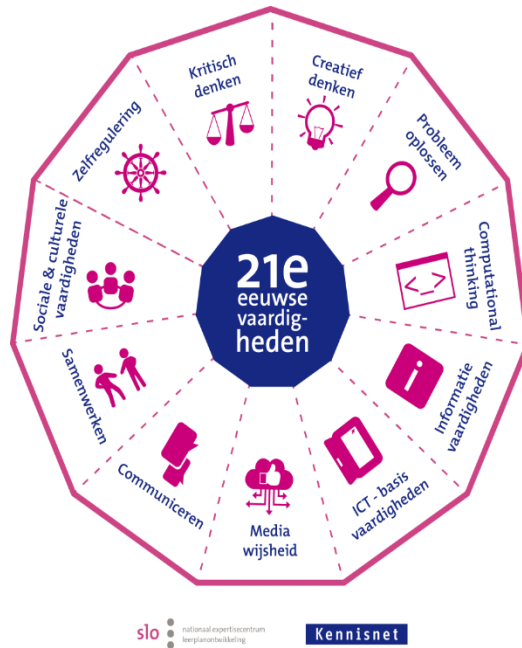 21e
eeuwse
vaardig-
heden
Kritisch
denken
Creatief
denken
Probleem
oplossen
Computational
thinking
Informatie
vaardigheden
ICT - basis
vaardigheden
Media
wijsheid
Communiceren
Samenwerken
Sociale & culturele
vaardigheden
Zelfregulering
slo
nationaal expertisecentrum
leerplanontwikkeling
Kennisnet